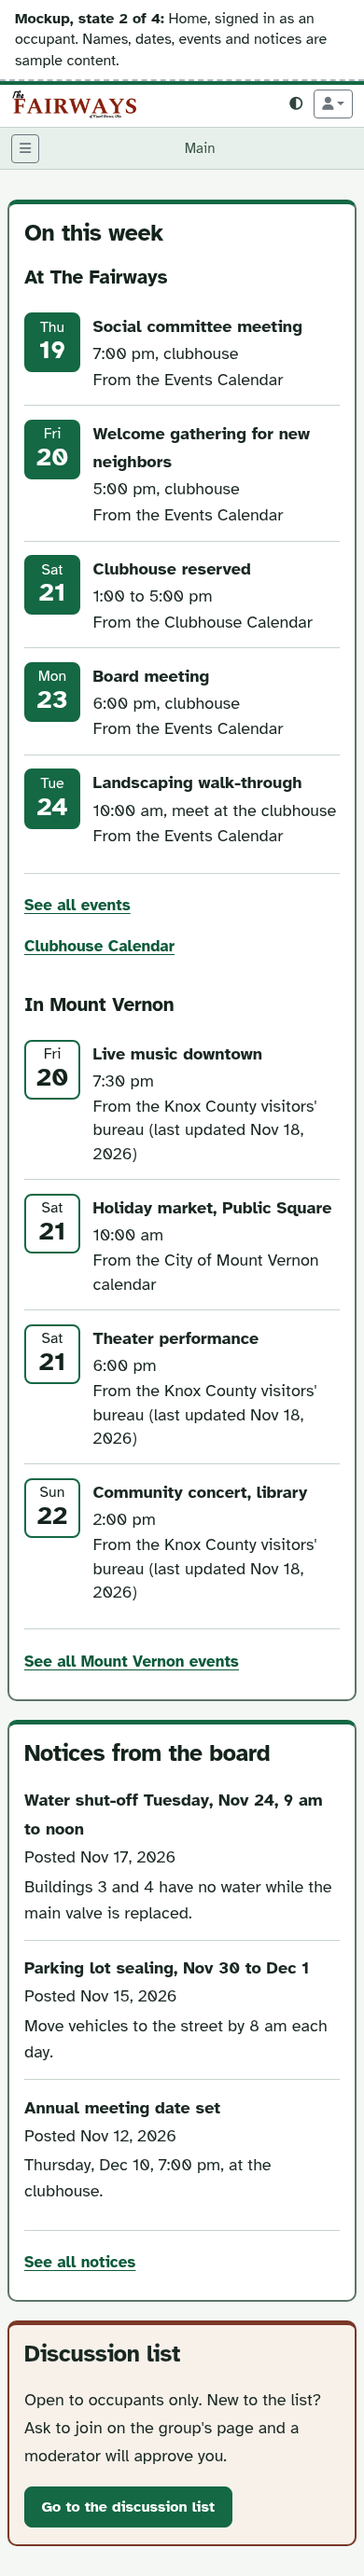 Mockup, state 2 of 4: Home, signed in as an
occupant. Names, dates, events and notices are
sample content.
The
FAIRWAYS
Main
On this week
At The Fairways
Thu
19
Social committee meeting
7:00 pm, clubhouse
From the Events Calendar
Fri
20
Welcome gathering for new
neighbors
5:00 pm, clubhouse
From the Events Calendar
Sat
21
Clubhouse reserved
1:00 to 5:00 pm
From the Clubhouse Calendar
Mon
23
Board meeting
6:00 pm, clubhouse
From the Events Calendar
Tue
24
Landscaping walk-through
10:00 am, meet at the clubhouse
From the Events Calendar
See all events
Clubhouse Calendar
In Mount Vernon
Fri
20
Live music downtown
7:30 pm
From the Knox County visitors'
bureau (last updated Nov 18,
2026)
Sat
21
Holiday market, Public Square
10:00 am
From the City of Mount Vernon
calendar
Sat
21
Theater performance
6:00 pm
From the Knox County visitors'
bureau (last updated Nov 18,
2026)
Sun
22
Community concert, library
2:00 pm
From the Knox County visitors'
bureau (last updated Nov 18,
2026)
See all Mount Vernon events
Notices from the board
Water shut-off Tuesday, Nov 24, 9 am
to noon
Posted Nov 17, 2026
Buildings 3 and 4 have no water while the
main valve is replaced.
Parking lot sealing, Nov 30 to Dec 1
Posted Nov 15, 2026
Move vehicles to the street by 8 am each
day.
Annual meeting date set
Posted Nov 12, 2026
Thursday, Dec 10, 7:00 pm, at the
clubhouse.
See all notices
Discussion list
Open to occupants only. New to the list?
Ask to join on the group's page and a
moderator will approve you.
Go to the discussion list